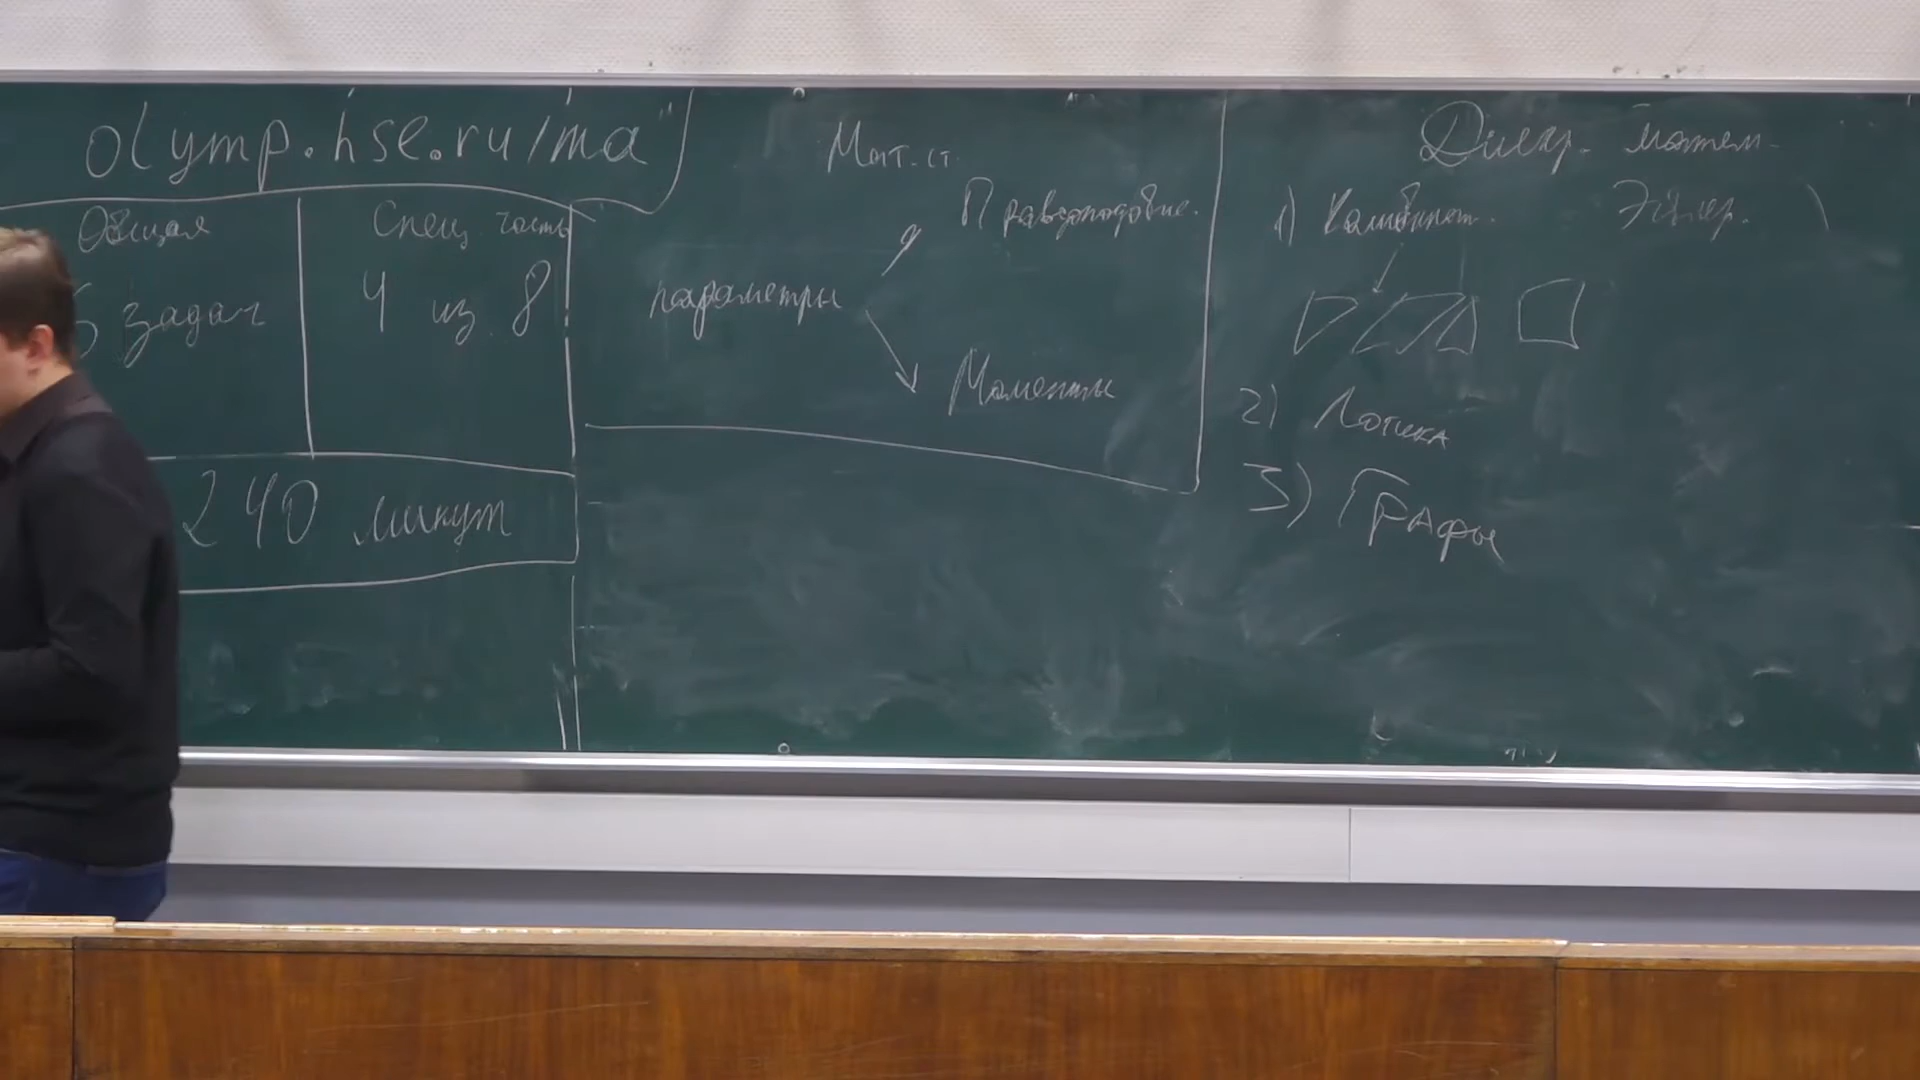 olymp.hse.ru/ma
Общая
Спец. часть
задач
4 из 8
240 минут
Мат. ст.
Правдоподобие.
параметры
Моменты
Дискр. матем.
1) Комбинат.
Эйлер.
2) Логика
3) Графы